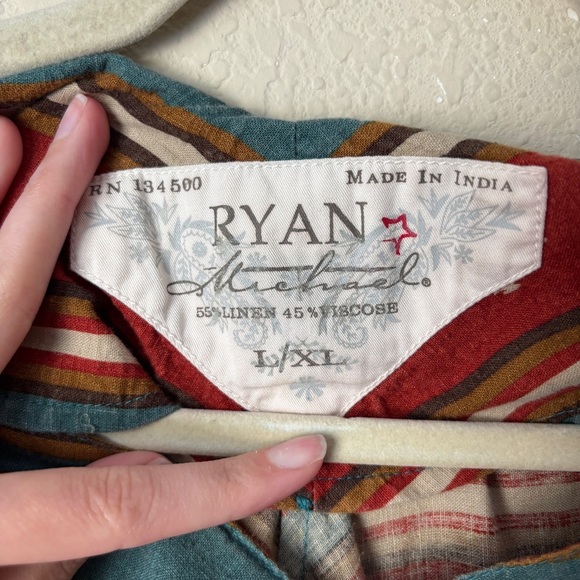 RN 134500 MADE IN INDIA
RYAN
Michael®
55%LINEN 45%VISCOSE
L/XL